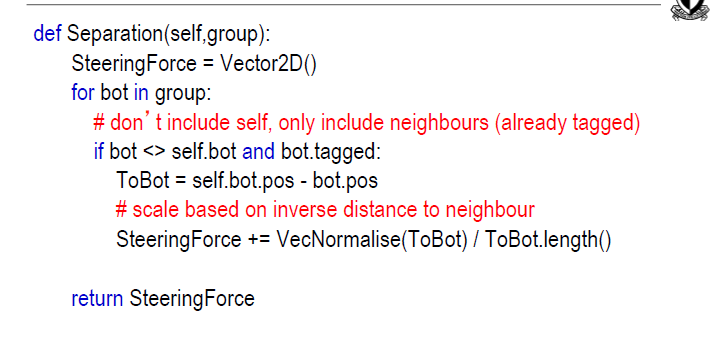 def Separation(self,group):
SteeringForce = Vector2D()
for bot in group:
# don’t include self, only include neighbours (already tagged)
if bot <> self.bot and bot.tagged:
ToBot = self.bot.pos - bot.pos
# scale based on inverse distance to neighbour
SteeringForce += VecNormalise(ToBot) / ToBot.length()
return SteeringForce